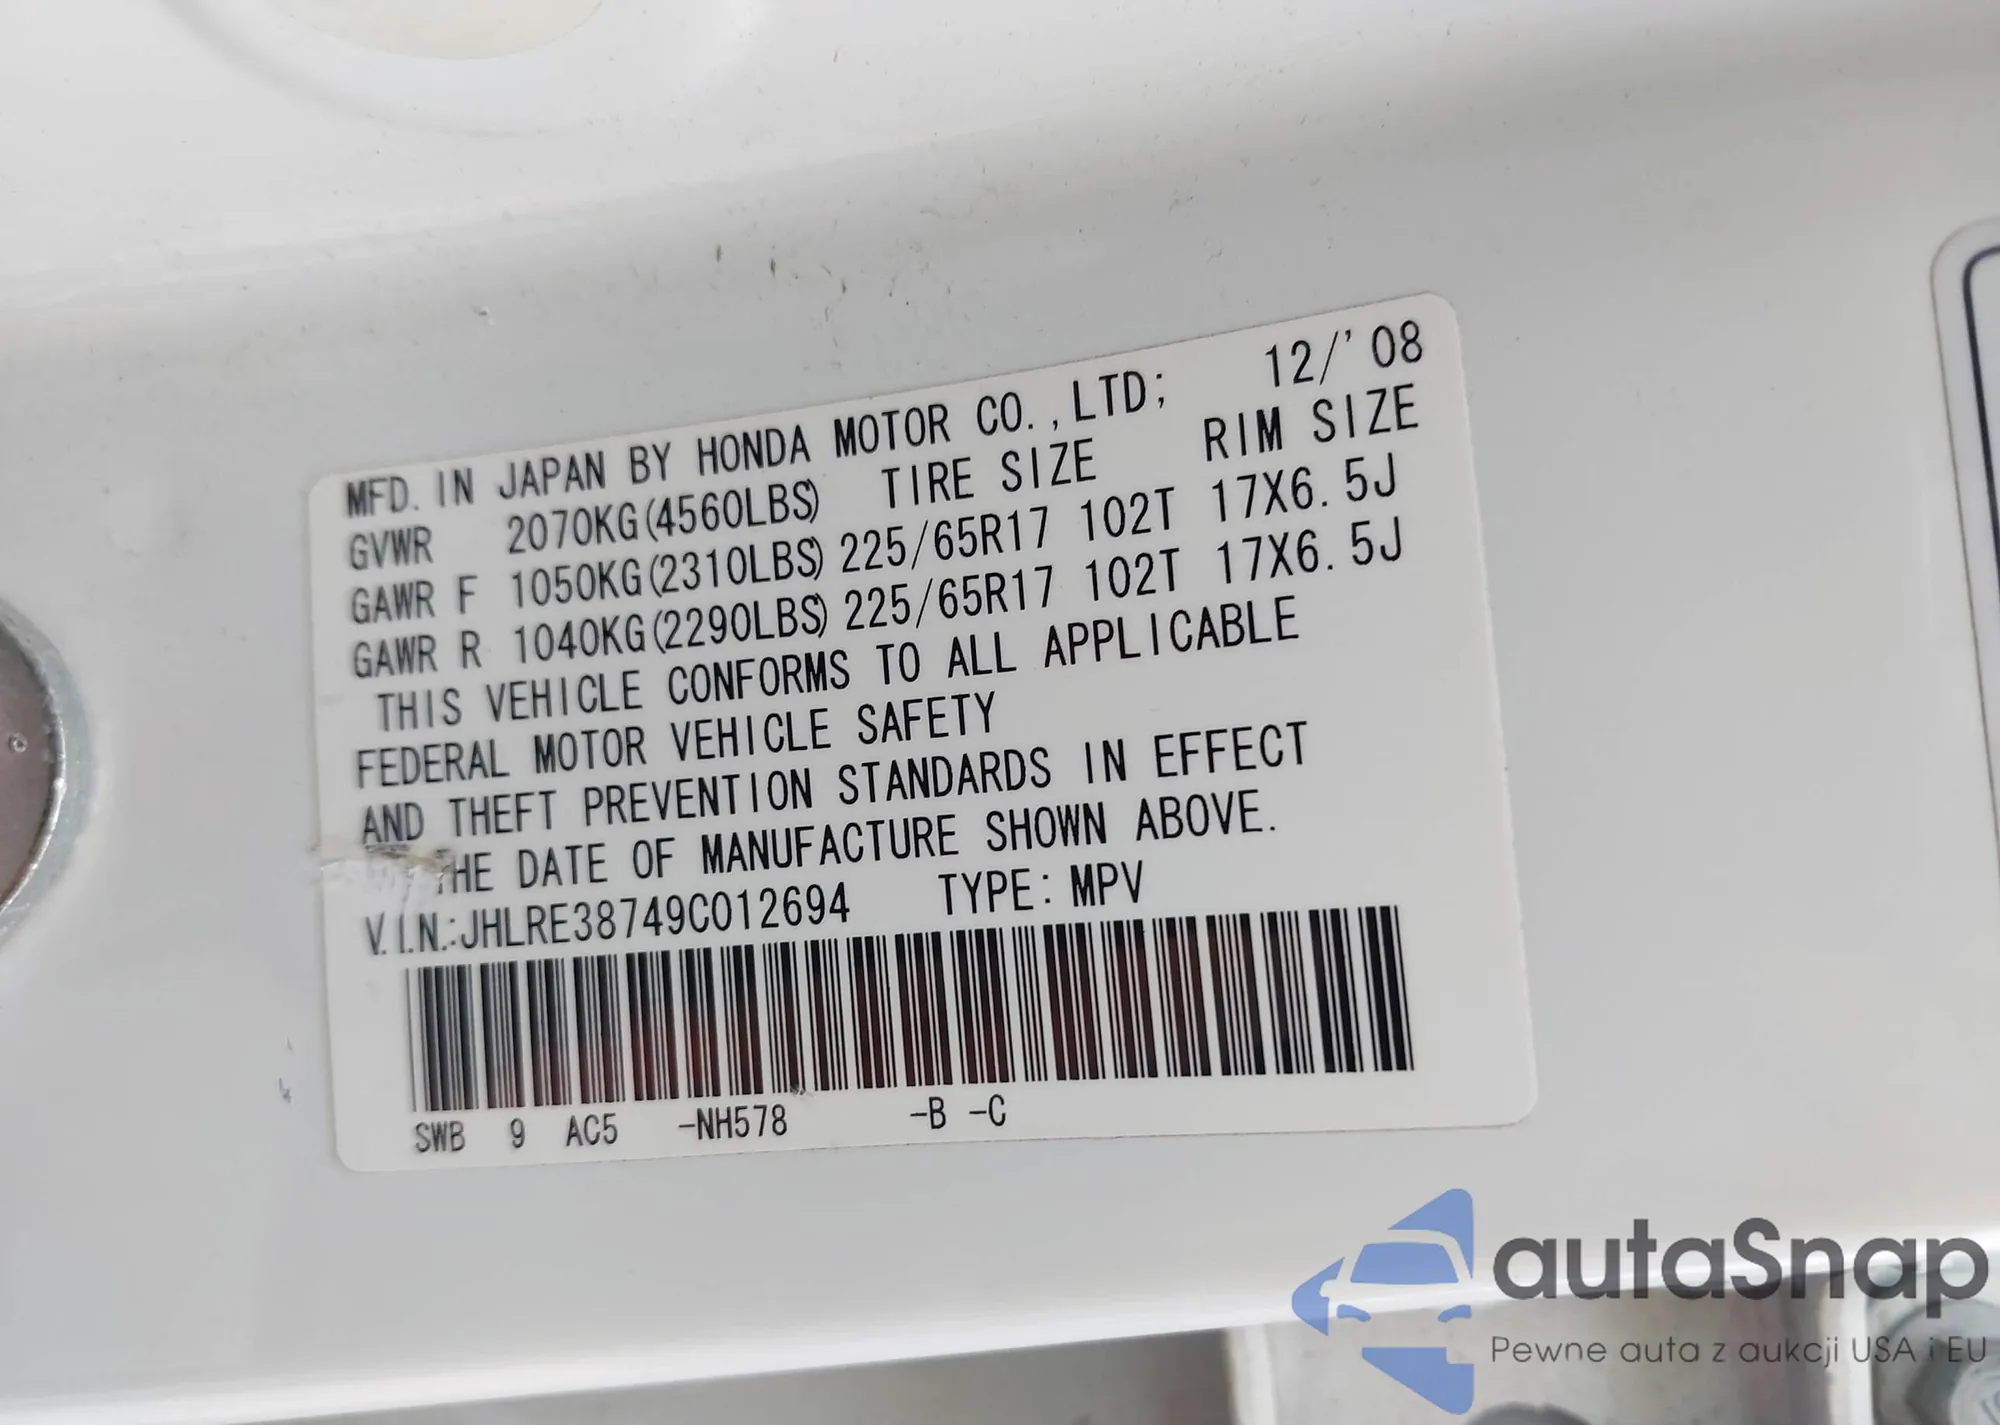 MFD. IN JAPAN BY HONDA MOTOR CO.,LTD; 12/'08
GVWR 2070KG(4560LBS) TIRE SIZE RIM SIZE
GAWR F 1050KG(2310LBS) 225/65R17 102T 17X6.5J
GAWR R 1040KG(2290LBS) 225/65R17 102T 17X6.5J
THIS VEHICLE CONFORMS TO ALL APPLICABLE
FEDERAL MOTOR VEHICLE SAFETY
AND THEFT PREVENTION STANDARDS IN EFFECT
THE DATE OF MANUFACTURE SHOWN ABOVE.
V.I.N.:JHLRE38749C012694 TYPE: MPV
SWB 9 AC5 -NH578 -B -C
autaSnap
Pewne auta z aukcji USA i EU